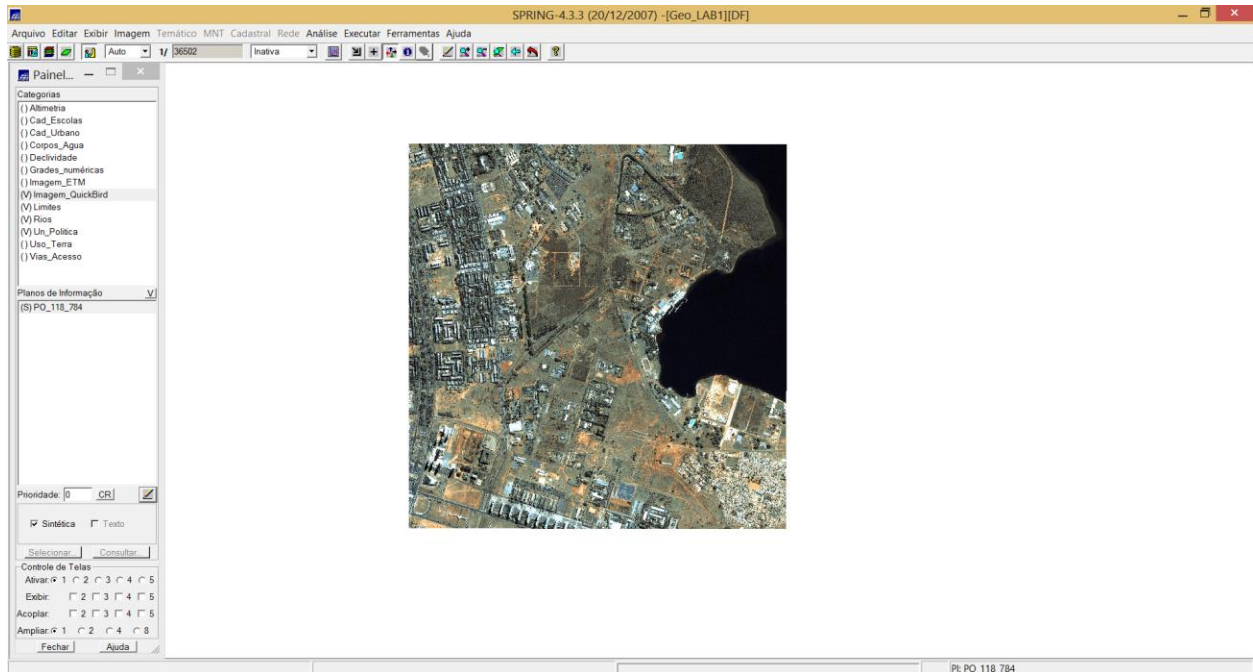 SPRING-4.3.3 (20/12/2007) -[Geo_LAB1][DF]
Arquivo Editar Exibir Imagem Temático MNT Cadastral Rede Análise Executar Ferramentas Ajuda
Auto 1/ 36502 Inativa
Painel...
Categorias
() Altimetria
() Cad_Escolas
() Cad_Urbano
() Corpos_Agua
() Declividade
() Grades_numéricas
() Imagem_ETM
(V) Imagem_QuickBird
(V) Limites
(V) Rios
(V) Un_Politica
() Uso_Terra
() Vias_Acesso
Planos de Informação V
(S) PO_118_784
Prioridade: 0 CR
Sintética Texto
Selecionar... Consultar...
Controle de Telas
Ativar: 1 2 3 4 5
Exibir: 2 3 4 5
Acoplar: 2 3 4 5
Ampliar: 1 2 4 8
Fechar Ajuda
PI: PO_118_784